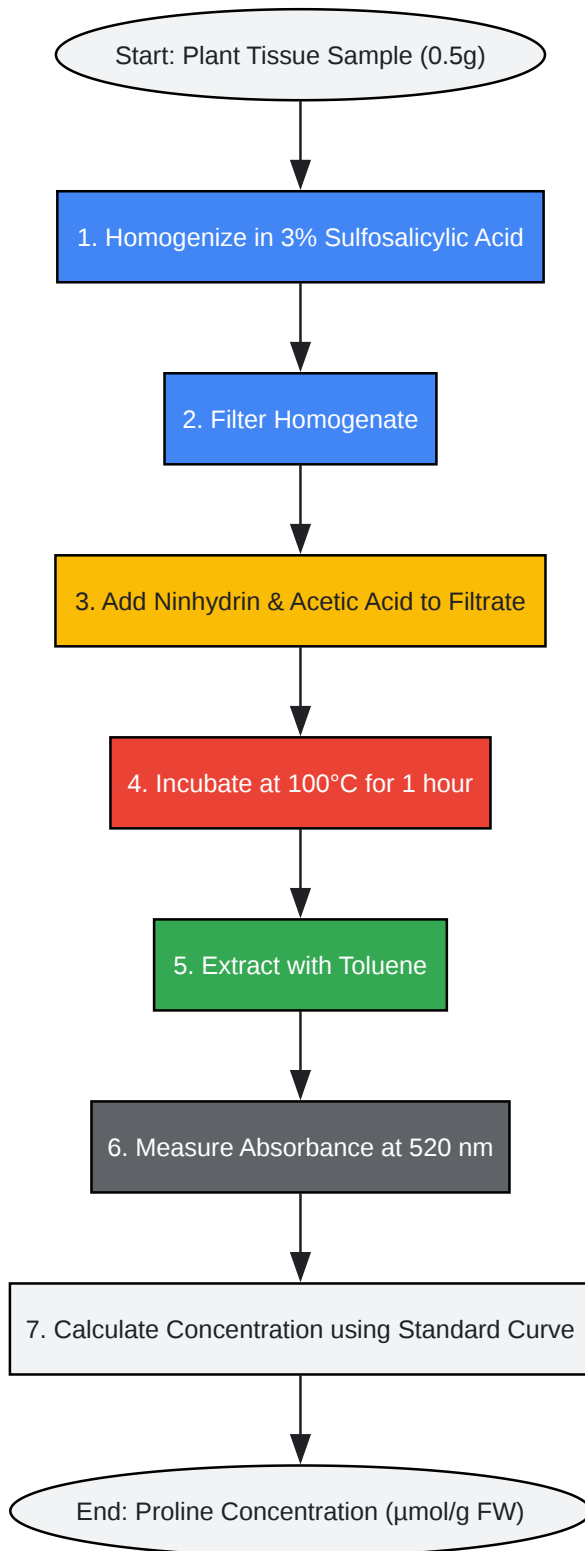 Start: Plant Tissue Sample (0.5g)
1. Homogenize in 3% Sulfosalicylic Acid
2. Filter Homogenate
3. Add Ninhydrin & Acetic Acid to Filtrate
4. Incubate at 100°C for 1 hour
5. Extract with Toluene
6. Measure Absorbance at 520 nm
7. Calculate Concentration using Standard Curve
End: Proline Concentration (µmol/g FW)